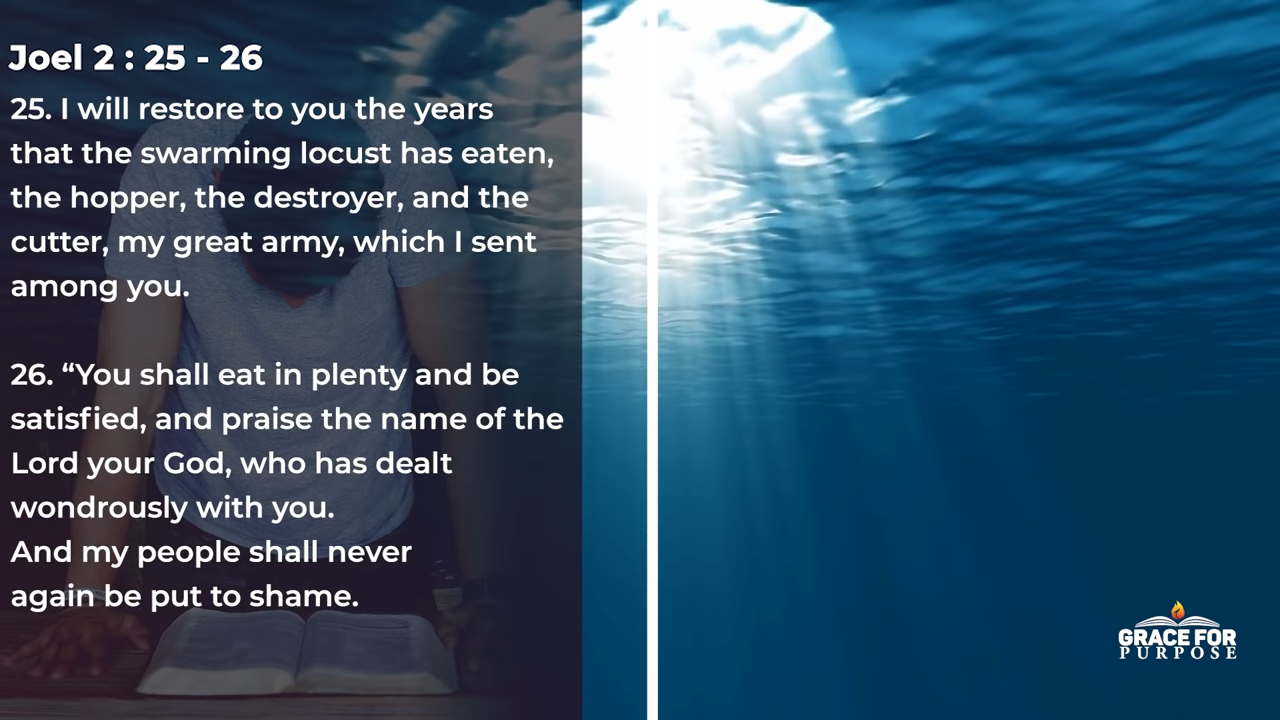 Joel 2 : 25 - 26
25. I will restore to you the years
that the swarming locust has eaten,
the hopper, the destroyer, and the
cutter, my great army, which I sent
among you.
26. “You shall eat in plenty and be
satisfied, and praise the name of the
Lord your God, who has dealt
wondrously with you.
And my people shall never
again be put to shame.
GRACE FOR
PURPOSE